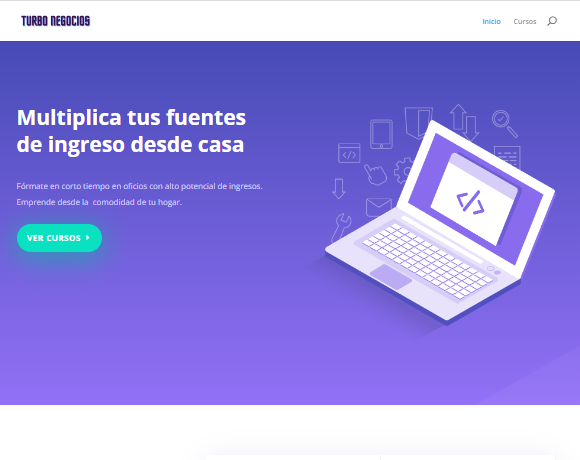 TURBO NEGOCIOS
Inicio
Cursos
Multiplica tus fuentes
de ingreso desde casa
Fórmate en corto tiempo en oficios con alto potencial de ingresos.
Emprende desde la comodidad de tu hogar.
VER CURSOS